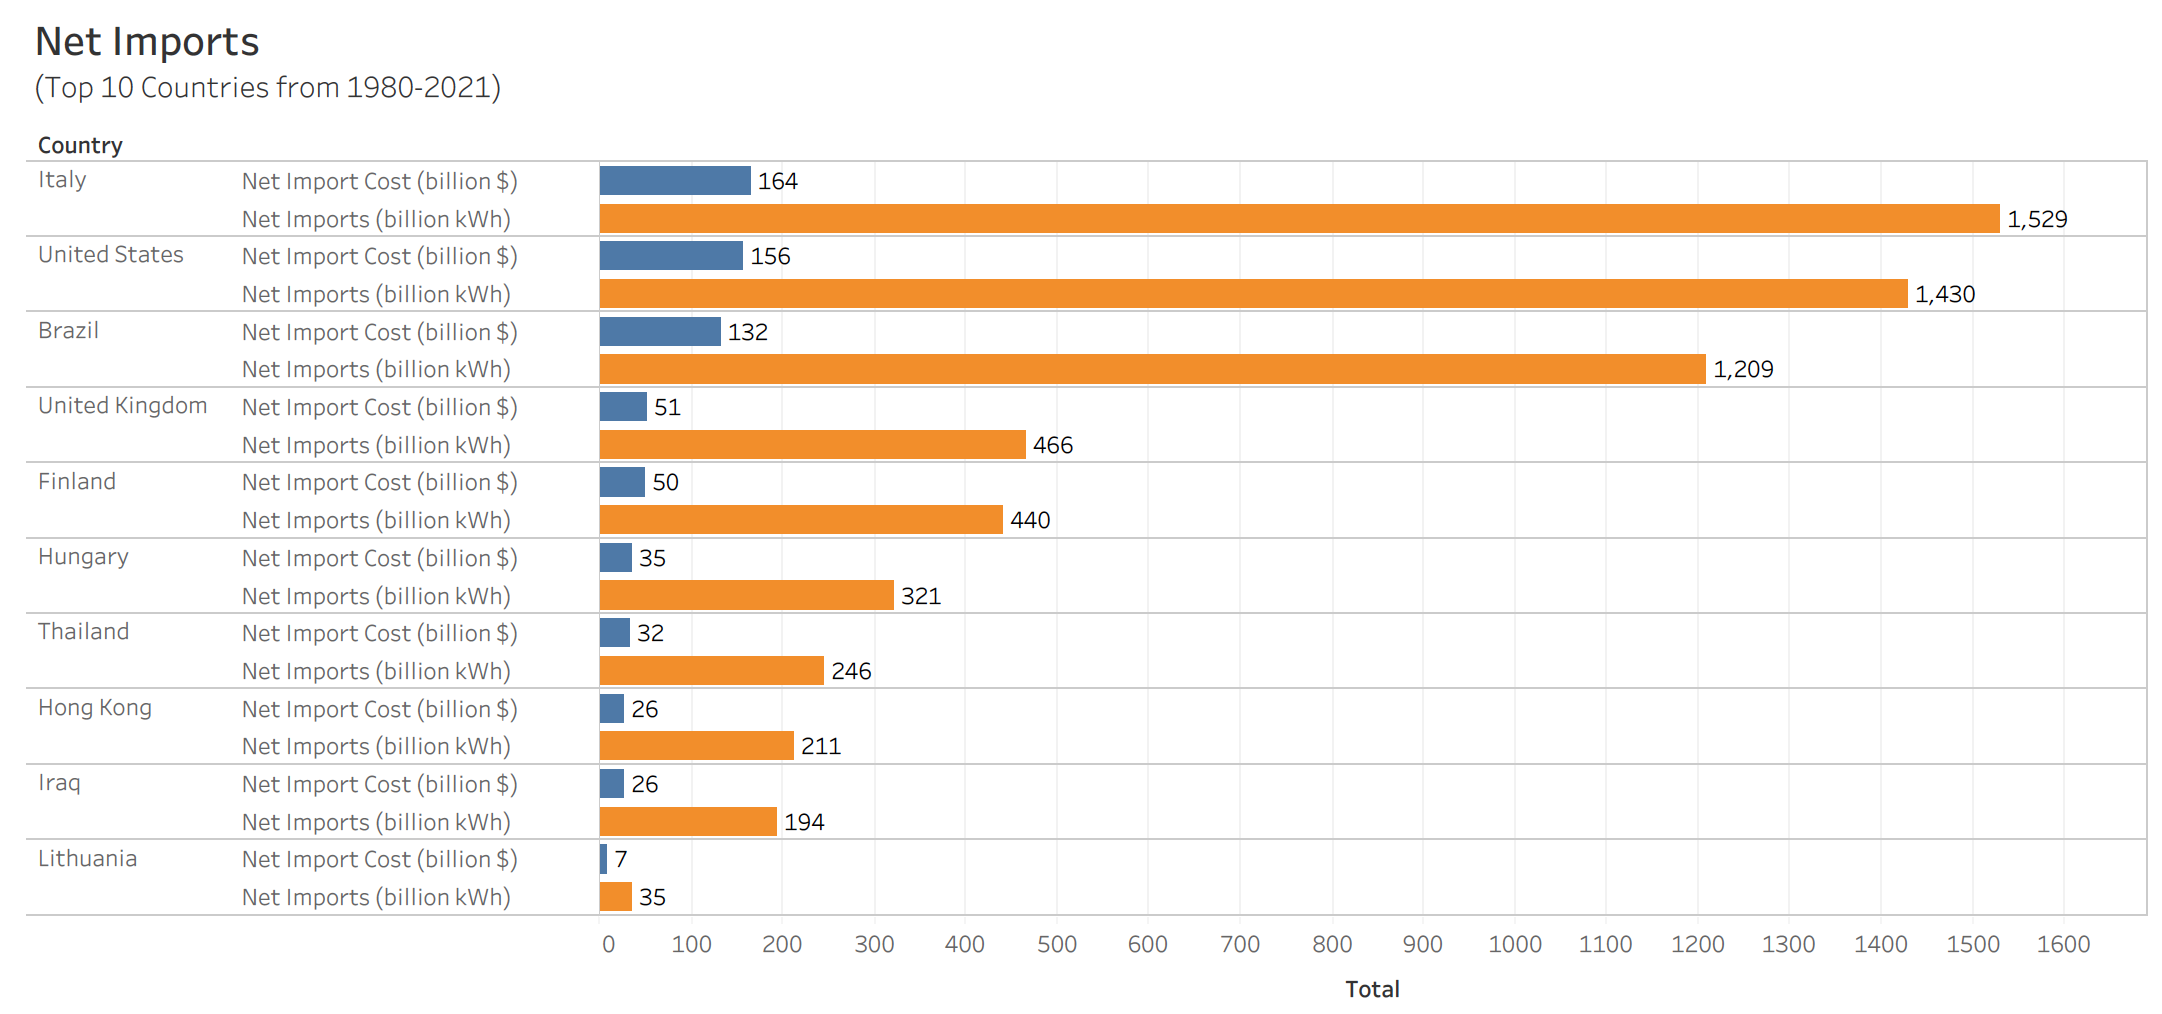 Net Imports
(Top 10 Countries from 1980-2021)
Country
Italy Net Import Cost (billion $) 164
Net Imports (billion kWh) 1,529
United States Net Import Cost (billion $) 156
Net Imports (billion kWh) 1,430
Brazil Net Import Cost (billion $) 132
Net Imports (billion kWh) 1,209
United Kingdom Net Import Cost (billion $) 51
Net Imports (billion kWh) 466
Finland Net Import Cost (billion $) 50
Net Imports (billion kWh) 440
Hungary Net Import Cost (billion $) 35
Net Imports (billion kWh) 321
Thailand Net Import Cost (billion $) 32
Net Imports (billion kWh) 246
Hong Kong Net Import Cost (billion $) 26
Net Imports (billion kWh) 211
Iraq Net Import Cost (billion $) 26
Net Imports (billion kWh) 194
Lithuania Net Import Cost (billion $) 7
Net Imports (billion kWh) 35
0 100 200 300 400 500 600 700 800 900 1000 1100 1200 1300 1400 1500 1600
Total